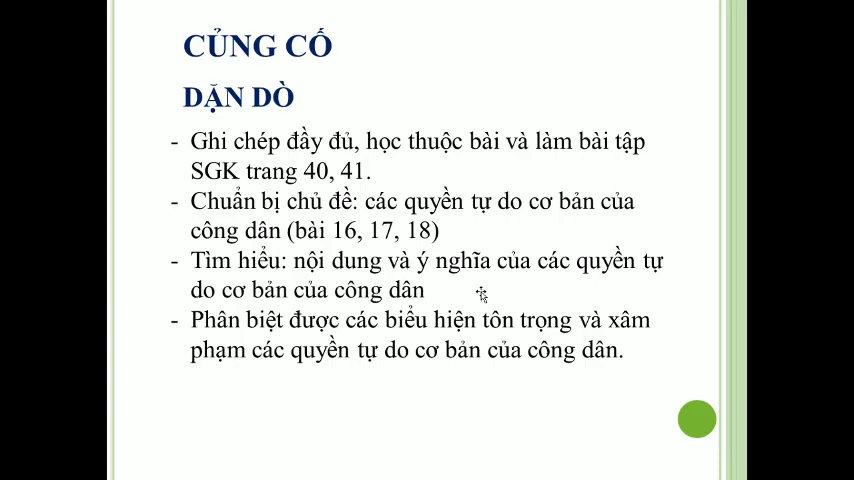 CỦNG CỐ
DẶN DÒ
- Ghi chép đầy đủ, học thuộc bài và làm bài tập
SGK trang 40, 41.
- Chuẩn bị chủ đề: các quyền tự do cơ bản của
công dân (bài 16, 17, 18)
- Tìm hiểu: nội dung và ý nghĩa của các quyền tự
do cơ bản của công dân
- Phân biệt được các biểu hiện tôn trọng và xâm
phạm các quyền tự do cơ bản của công dân.